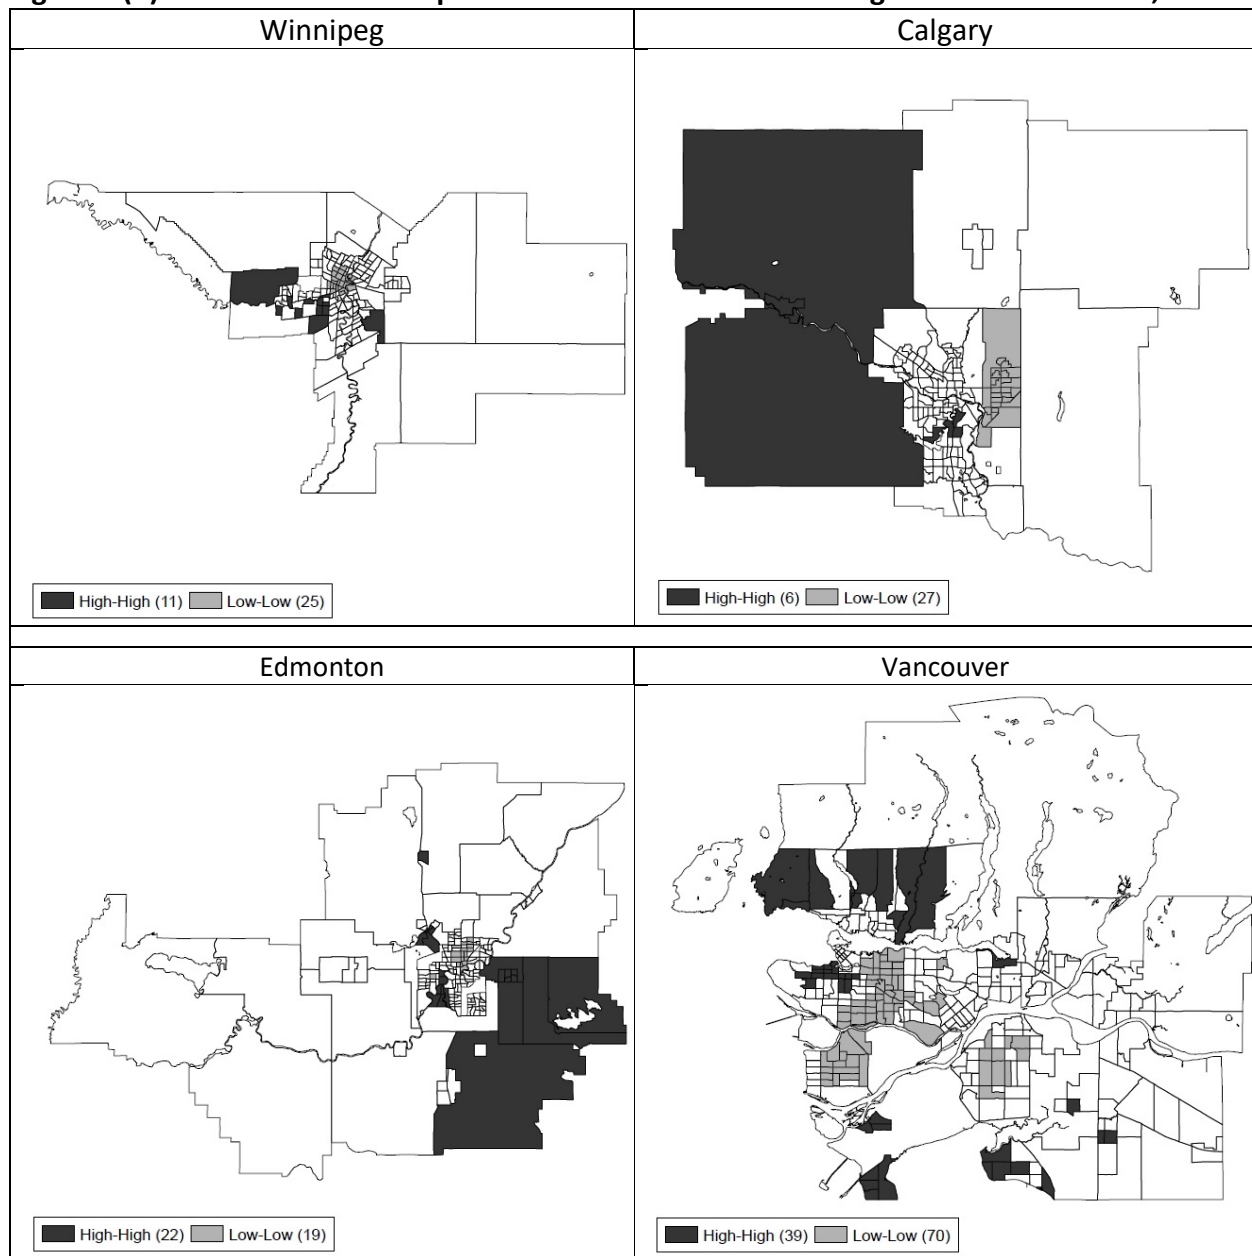 Winnipeg
Calgary
High-High (11) Low-Low (25)
High-High (6) Low-Low (27)
Edmonton
Vancouver
High-High (22) Low-Low (19)
High-High (39) Low-Low (70)